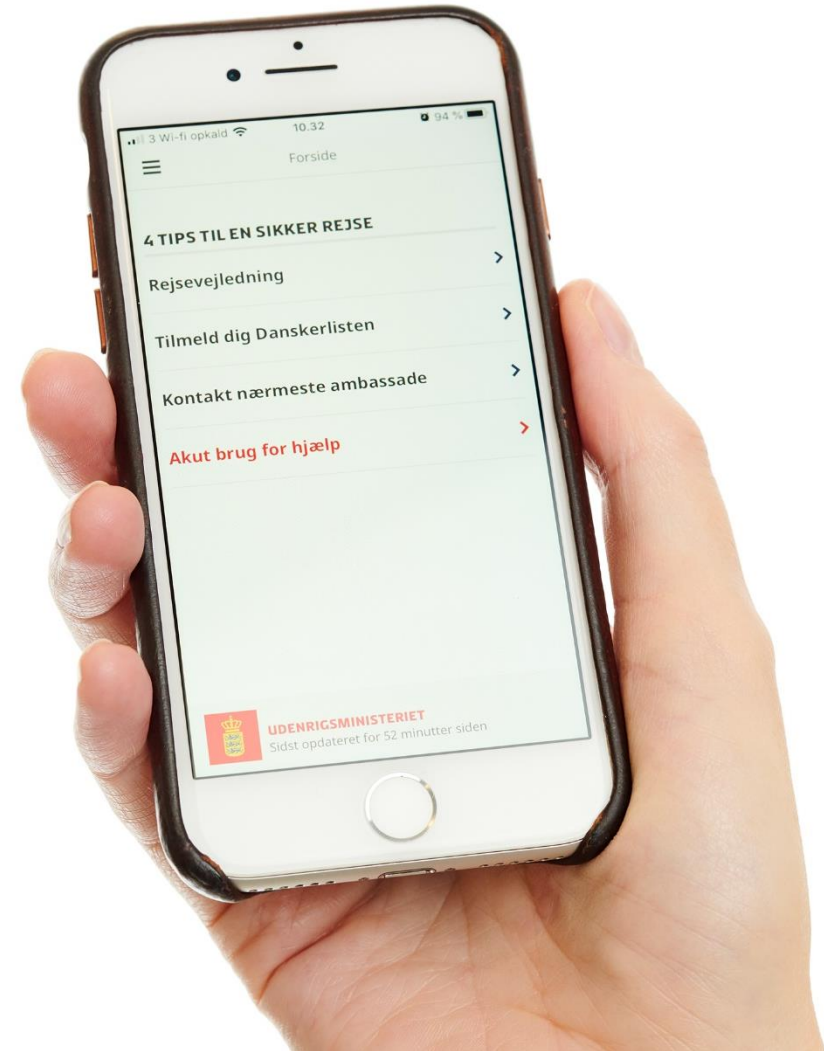 3 Wi-fi opkald 10.32 94 %
Forside
4 TIPS TIL EN SIKKER REJSE
Rejsevejledning
Tilmeld dig Danskerlisten
Kontakt nærmeste ambassade
Akut brug for hjælp
UDENRIGSMINISTERIET
Sidst opdateret for 52 minutter siden